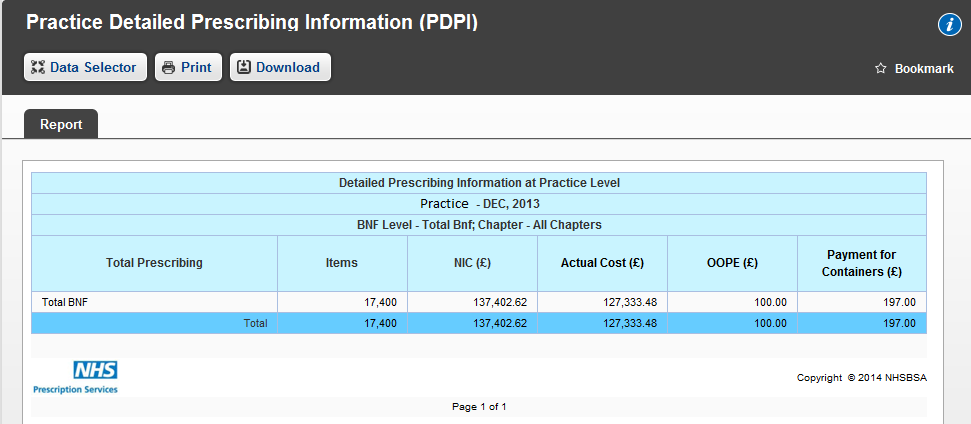 Practice Detailed Prescribing Information (PDPI)
Data Selector Print Download
Bookmark
Report
Detailed Prescribing Information at Practice Level
Practice - DEC, 2013
BNF Level - Total Bnf; Chapter - All Chapters
Total Prescribing Items NIC (£) Actual Cost (£) OOPE (£) Payment for Containers (£)
Total BNF 17,400 137,402.62 127,333.48 100.00 197.00
Total 17,400 137,402.62 127,333.48 100.00 197.00
NHS
Prescription Services
Copyright © 2014 NHSBSA
Page 1 of 1